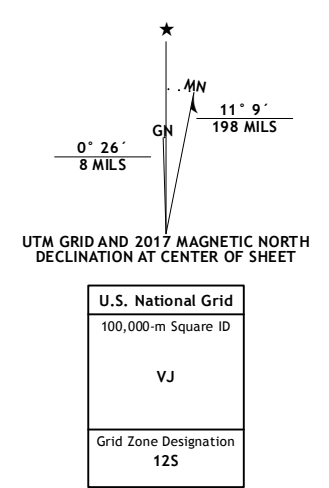 ★
MN
GN
11° 9´
198 MILS
0° 26´
8 MILS
UTM GRID AND 2017 MAGNETIC NORTH
DECLINATION AT CENTER OF SHEET
U.S. National Grid
100,000-m Square ID
VJ
Grid Zone Designation
12S